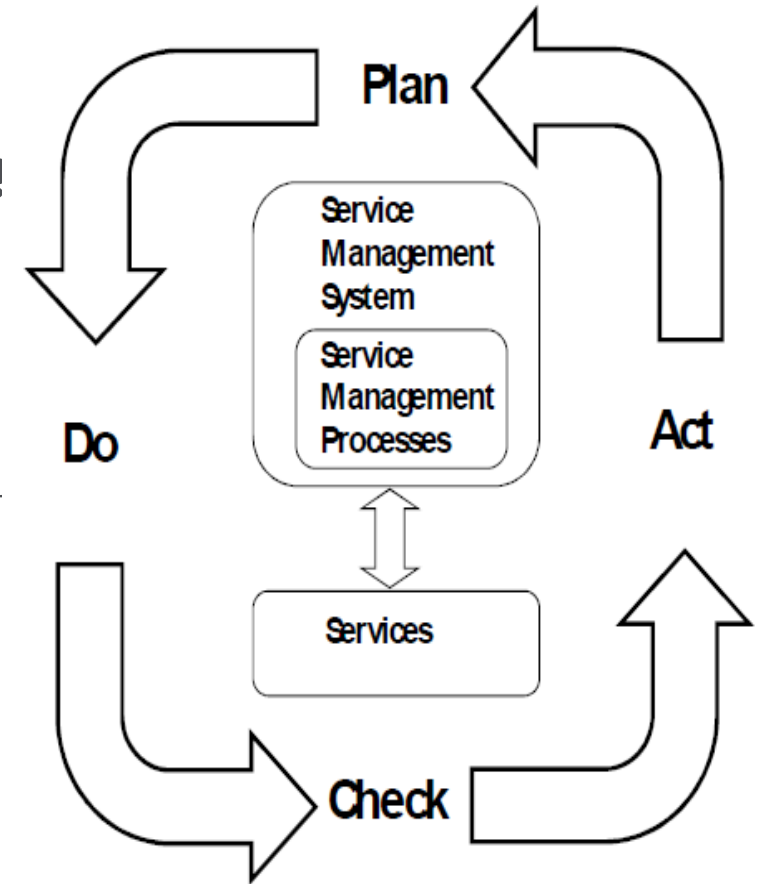 Plan
Service
Management
System
Service
Management
Processes
Do
Act
Services
Check